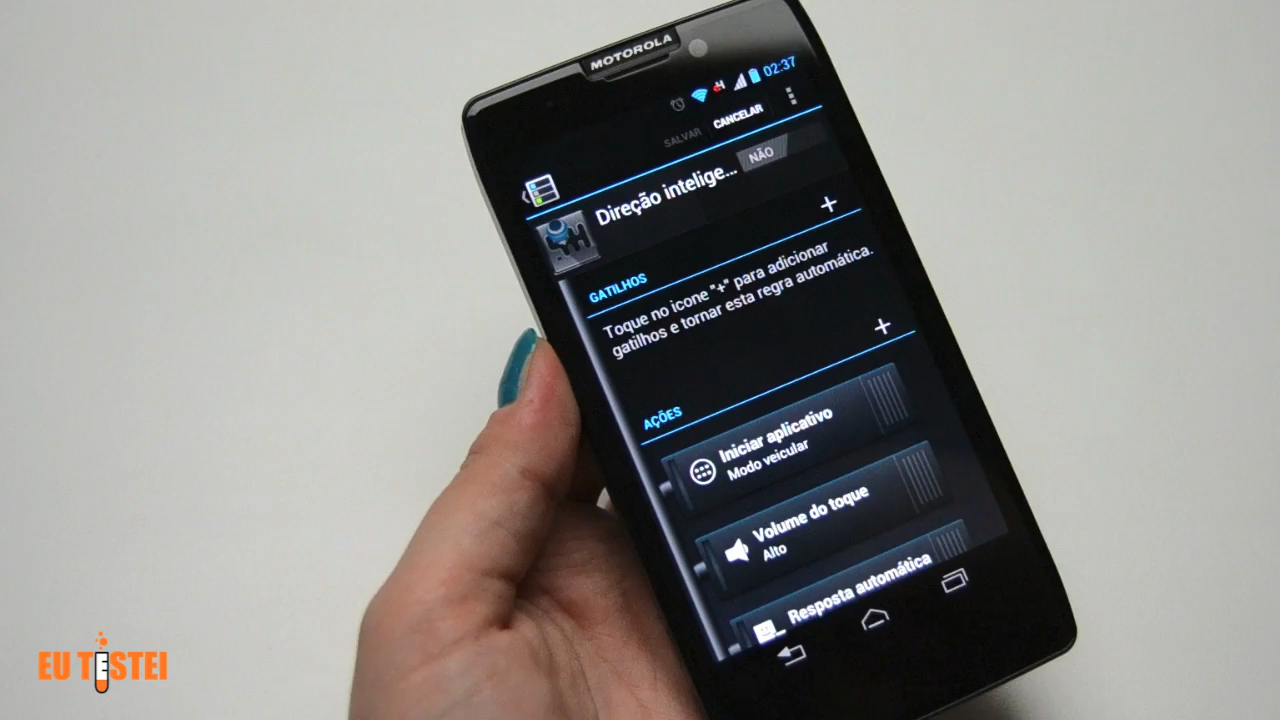 MOTOROLA
H
02:37
SALVAR CANCELAR
Direção intelige... NÃO
GATILHOS
+
Toque no icone "+" para adicionar
gatilhos e tornar esta regra automática.
AÇÕES
+
Iniciar aplicativo
Modo veicular
Volume do toque
Alto
Resposta automática
EU TESTEI